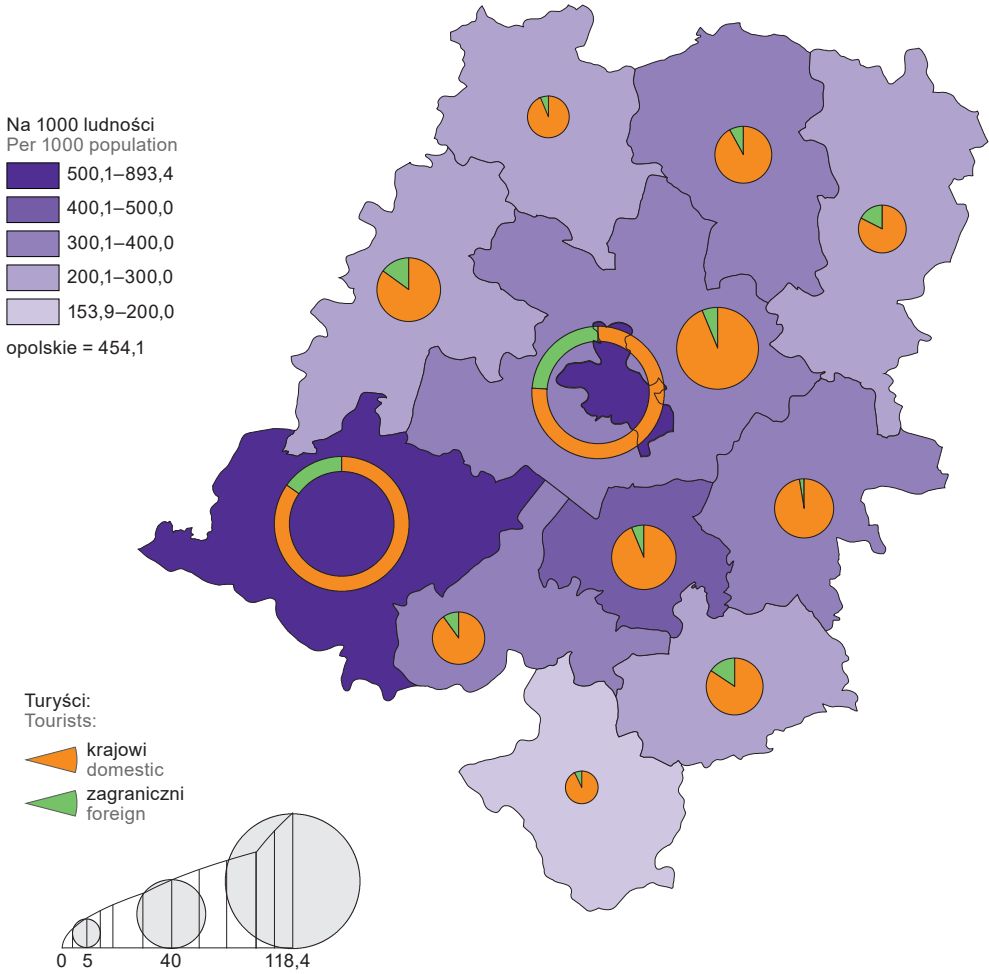 Na 1000 ludności
Per 1000 population
500,1–893,4
400,1–500,0
300,1–400,0
200,1–300,0
153,9–200,0
opolskie = 454,1
Turyści:
Tourists:
krajowi
domestic
zagraniczni
foreign
0 5 40 118,4